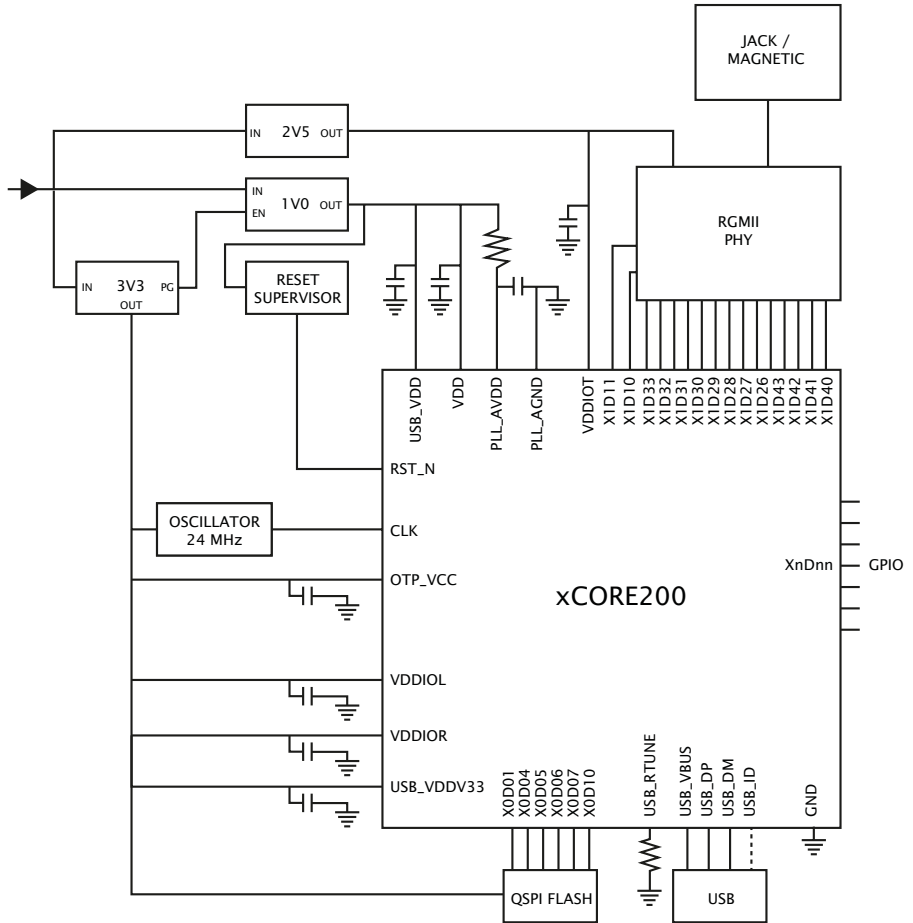 JACK /
MAGNETIC
IN 2V5 OUT
IN 1V0 OUT
EN
RGMII
PHY
IN 3V3 PG
OUT
RESET
SUPERVISOR
USB_VDD
VDD
PLL_AVDD
PLL_AGND
VDDIOT
X1D11
X1D10
X1D33
X1D32
X1D31
X1D30
X1D29
X1D28
X1D27
X1D26
X1D43
X1D42
X1D41
X1D40
RST_N
OSCILLATOR
24 MHz
CLK
XnDnn
GPIO
OTP_VCC
xCORE200
VDDIOL
VDDIOR
USB_VDDV33
X0D01
X0D04
X0D05
X0D06
X0D07
X0D10
USB_RTUNE
USB_VBUS
USB_DP
USB_DM
USB_ID
GND
QSPI FLASH
USB